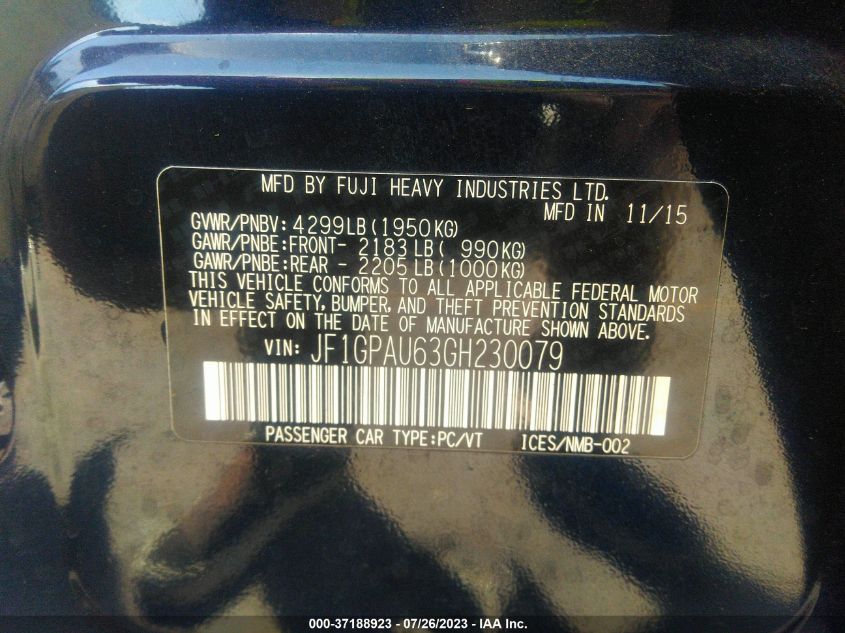 MFD BY FUJI HEAVY INDUSTRIES LTD.
MFD IN 11/15
GVWR/PNBV: 4299LB(1950KG)
GAWR/PNBE:FRONT- 2183LB( 990KG)
GAWR/PNBE:REAR - 2205LB(1000KG)
THIS VEHICLE CONFORMS TO ALL APPLICABLE FEDERAL MOTOR
VEHICLE SAFETY, BUMPER, AND THEFT PREVENTION STANDARDS
IN EFFECT ON THE DATE OF MANUFACTURE SHOWN ABOVE.
VIN: JF1GPAU63GH230079
PASSENGER CAR TYPE:PC/VT ICES/NMB-002
000-37188923 - 07/26/2023 - IAA Inc.